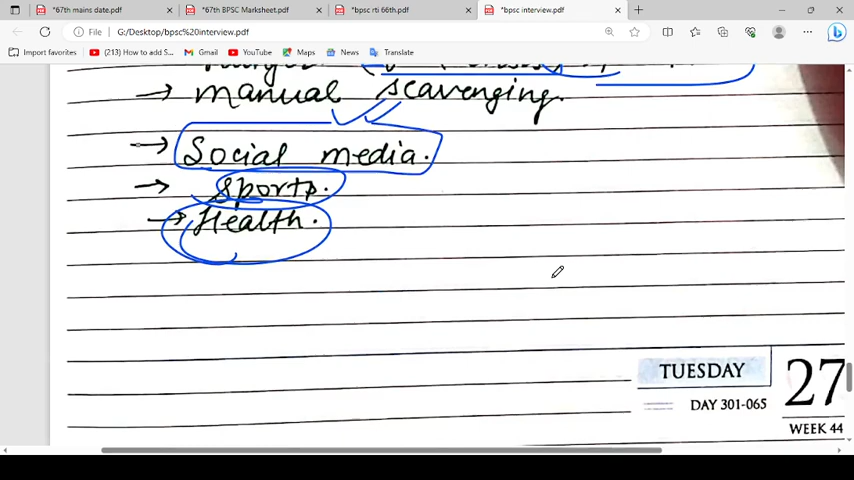 *67th mains date.pdf
*67th BPSC Marksheet.pdf
*bpsc rti 66th.pdf
*bpsc interview.pdf
File
G:/Desktop/bpsc%20interview.pdf
Import favorites
(213) How to add S...
Gmail
YouTube
Maps
News
Translate
→ manual scavenging.
→ Social media.
→ sports.
→ Health.
TUESDAY
27
DAY 301-065
WEEK 44